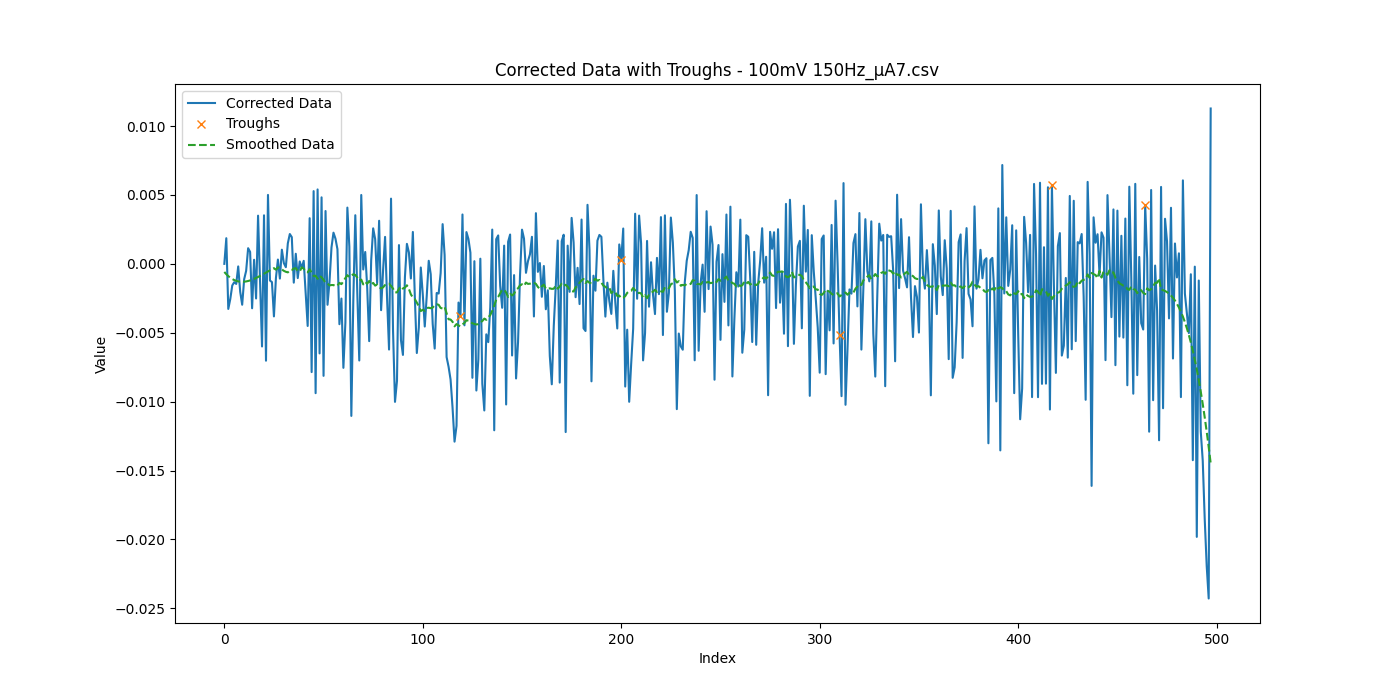 Corrected Data with Troughs - 100mV 150Hz_µA7.csv
Corrected Data
Troughs
Smoothed Data
0.010
0.005
0.000
−0.005
−0.010
−0.015
−0.020
−0.025
Value
0 100 200 300 400 500
Index